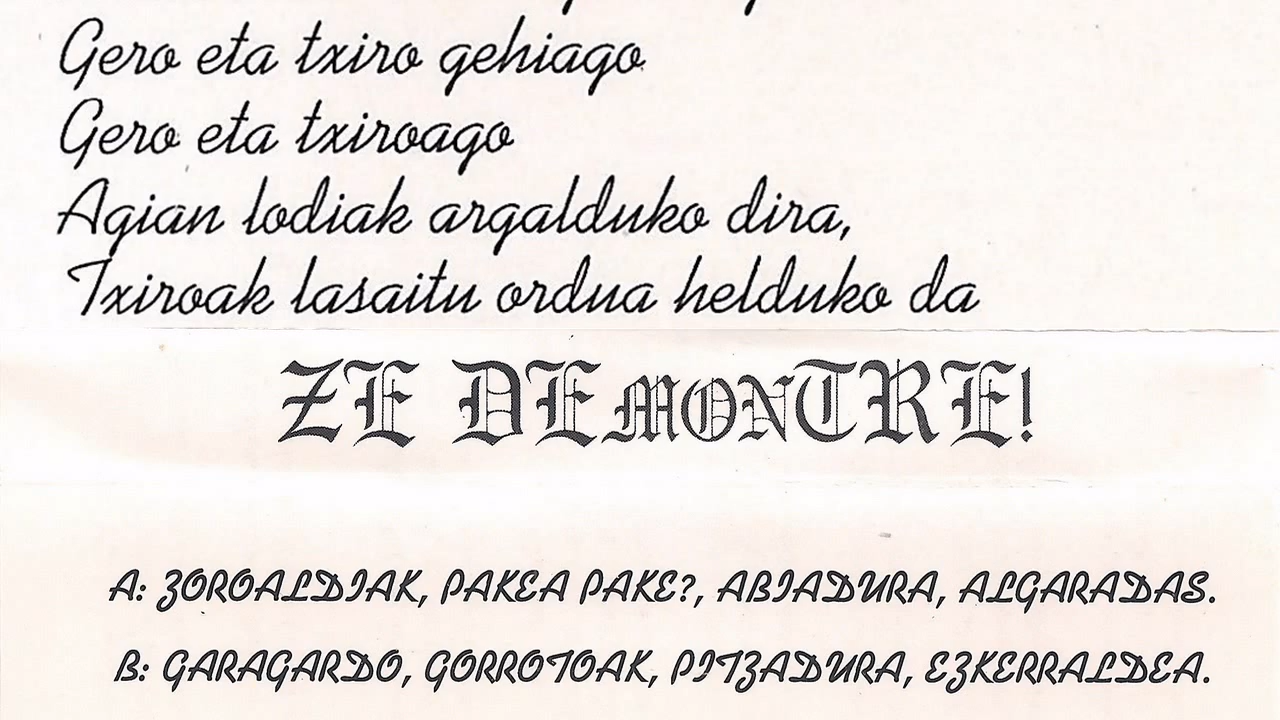 Gero eta txiro gehiago
Gero eta txiroago
Agian lodiak argalduko dira,
Txiroak lasaitu ordua helduko da
ZE DEMONTRE!
A: ZOROALDIAK, PAKEA PAKE?, ABIADURA, ALGARADAS.
B: GARAGARDO, GORROTOAK, PITZADURA, EZKERRALDEA.